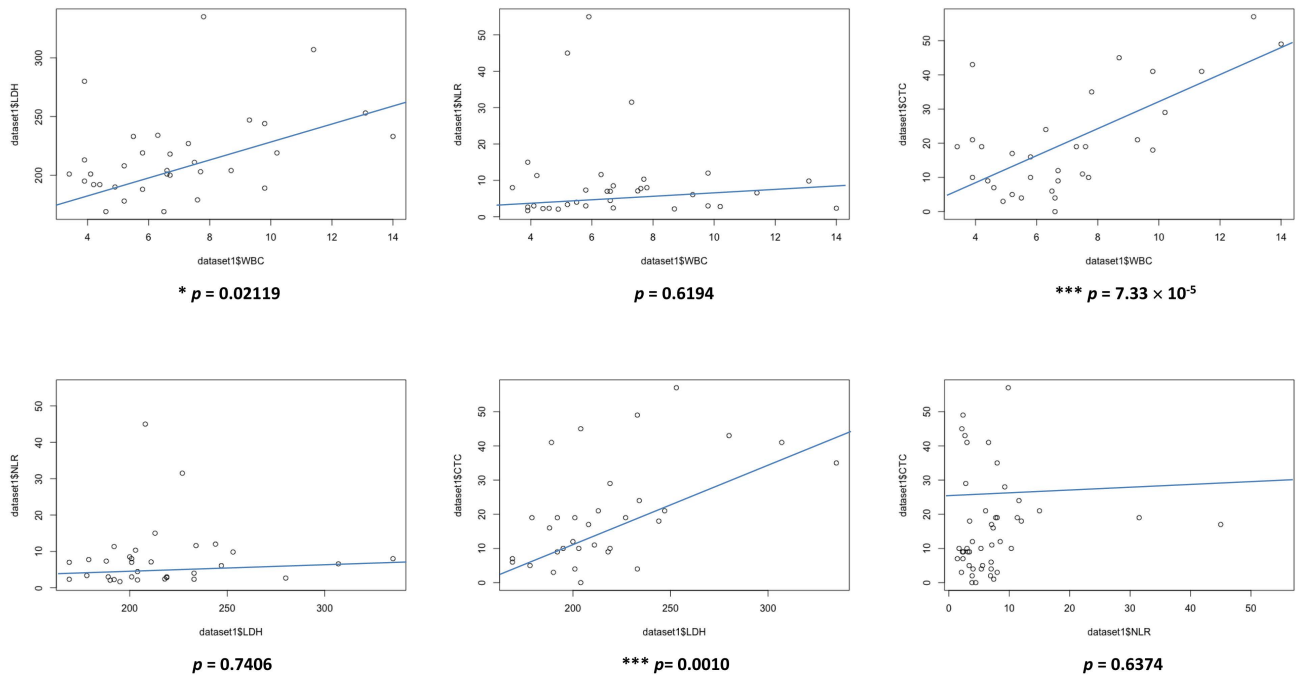 dataset1$LDH
200 250 300
4 6 8 10 12 14
dataset1$WBC
* p = 0.02119
dataset1$NLR
0 10 20 30 40 50
4 6 8 10 12 14
dataset1$WBC
p = 0.6194
dataset1$CTC
0 10 20 30 40 50
4 6 8 10 12 14
dataset1$WBC
*** p = 7.33 × 10⁻⁵
dataset1$NLR
0 10 20 30 40 50
200 250 300
dataset1$LDH
p = 0.7406
dataset1$CTC
0 10 20 30 40 50
200 250 300
dataset1$LDH
*** p= 0.0010
dataset1$CTC
0 10 20 30 40 50
0 10 20 30 40 50
dataset1$NLR
p = 0.6374